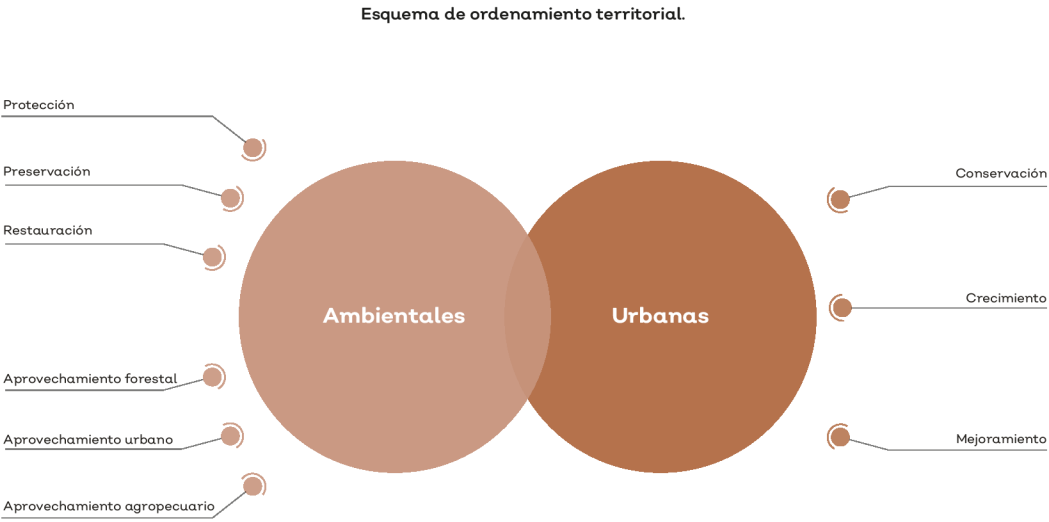 Esquema de ordenamiento territorial.
Protección
Preservación
Restauración
Aprovechamiento forestal
Aprovechamiento urbano
Aprovechamiento agropecuario
Ambientales
Urbanas
Conservación
Crecimiento
Mejoramiento